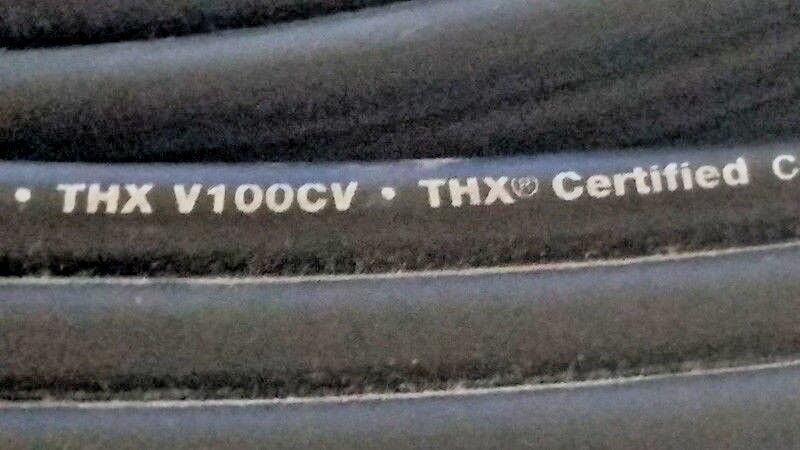 • THX V100CV • THX® Certified C